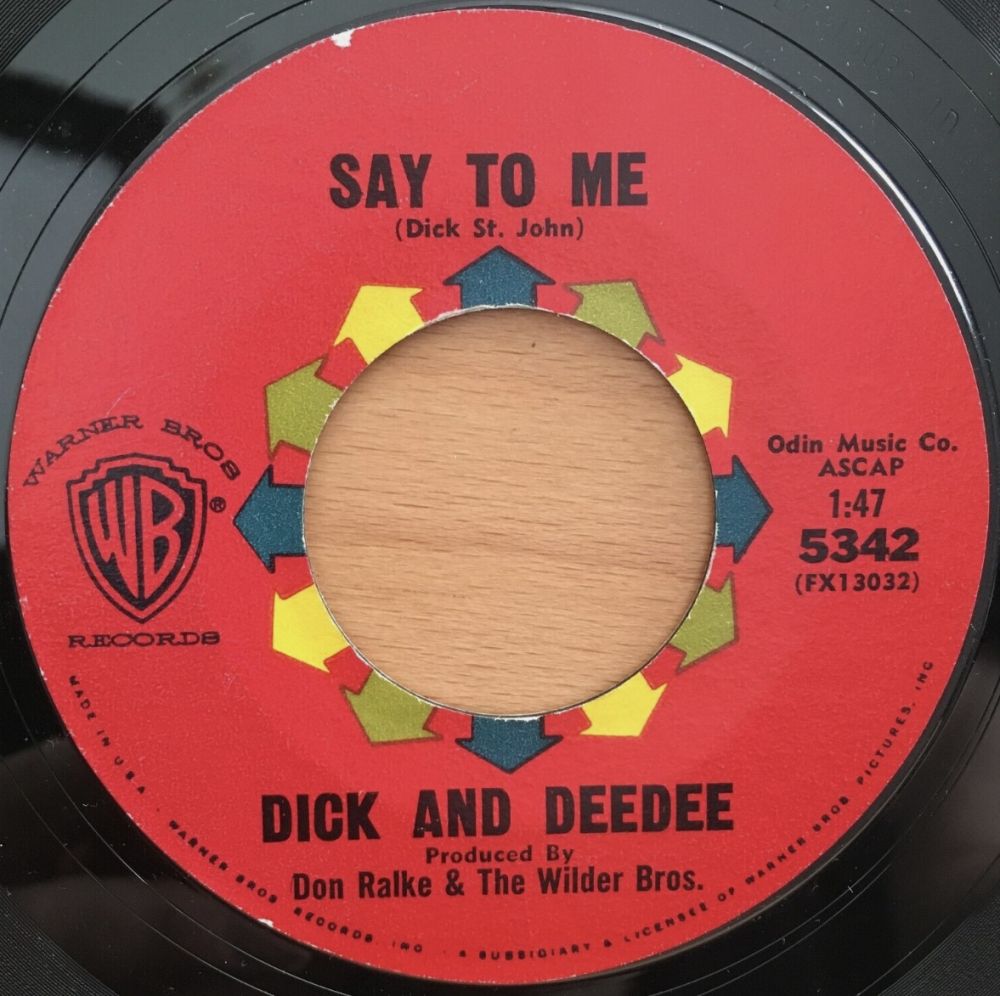 SAY TO ME
(Dick St. John)
WARNER BROS
WB
®
RECORDS
Odin Music Co.
ASCAP
1:47
5342
(FX13032)
DICK AND DEEDEE
Produced By
Don Ralke & The Wilder Bros.
MADE IN U.S.A. · WARNER BROS RECORDS, INC · A SUBSIDIARY & LICENSEE OF WARNER BROS. PICTURES, INC